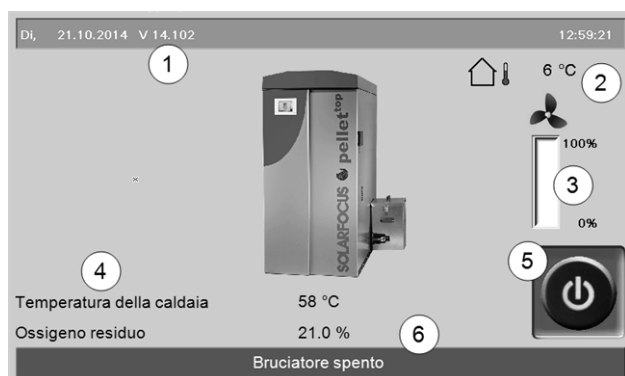 Di, 21.10.2014 V 14.102 12:59:21
1
6 °C
2
100%
3
0%
SOLARFOCUS pellet top
4
5
Temperatura della caldaia 58 °C
Ossigeno residuo 21.0 %
6
Bruciatore spento